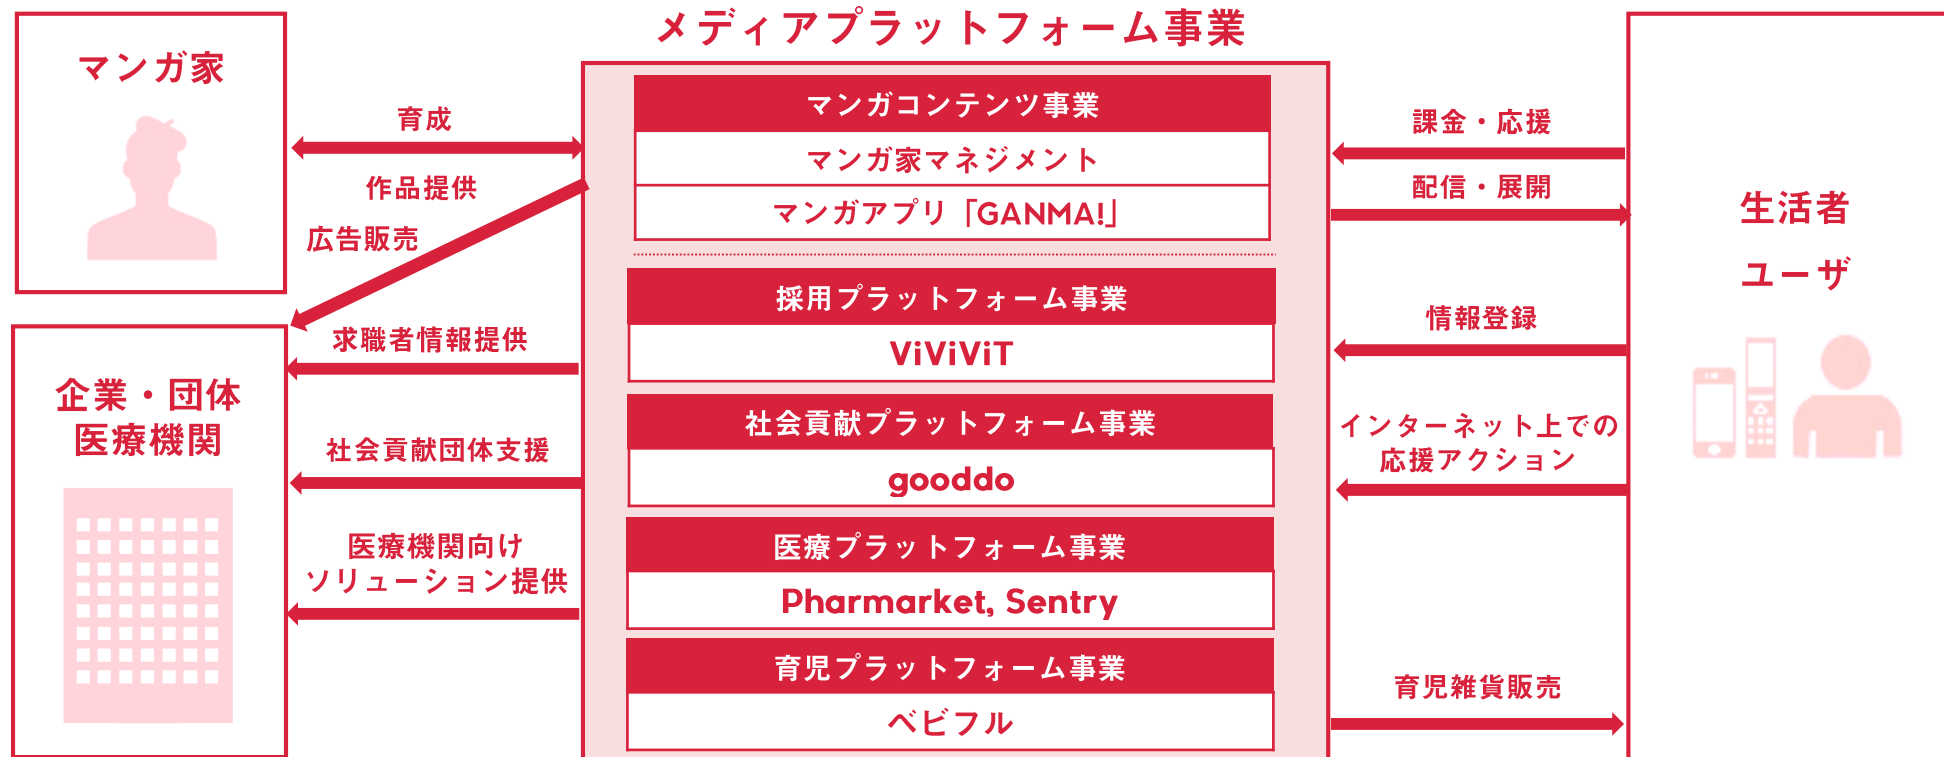 メディアプラットフォーム事業
マンガ家
育成
作品提供
広告販売
求職者情報提供
企業・団体
医療機関
社会貢献団体支援
医療機関向け
ソリューション提供
マンガコンテンツ事業
マンガ家マネジメント
マンガアプリ「GANMA!」
採用プラットフォーム事業
ViViViT
社会貢献プラットフォーム事業
gooddo
医療プラットフォーム事業
Pharmarket, Sentry
育児プラットフォーム事業
ベビフル
課金・応援
配信・展開
情報登録
インターネット上での
応援アクション
育児雑貨販売
生活者
ユーザ